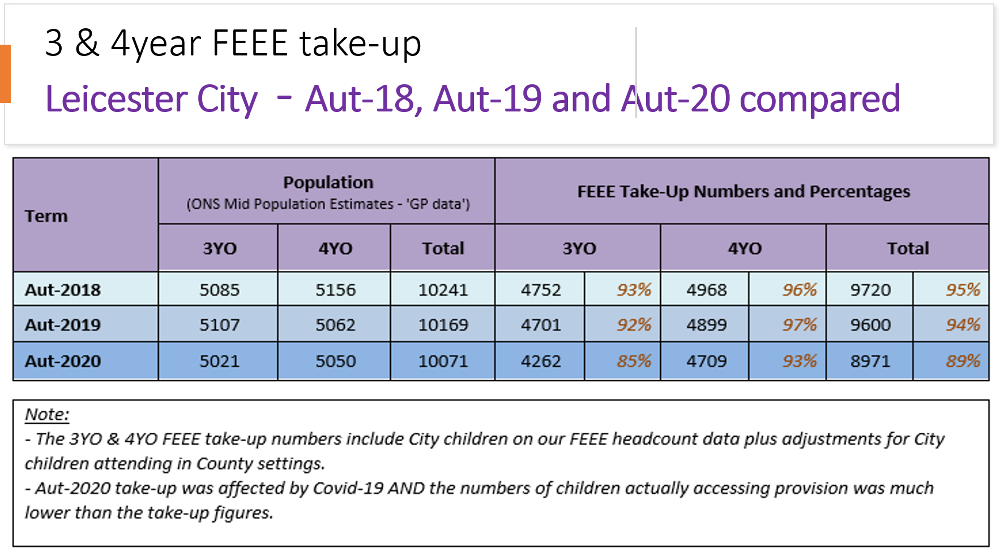 3 & 4year FEEE take-up
Leicester City - Aut-18, Aut-19 and Aut-20 compared
Term
Population
(ONS Mid Population Estimates - 'GP data')
FEEE Take-Up Numbers and Percentages
3YO 4YO Total 3YO 4YO Total
Aut-2018 5085 5156 10241 4752 93% 4968 96% 9720 95%
Aut-2019 5107 5062 10169 4701 92% 4899 97% 9600 94%
Aut-2020 5021 5050 10071 4262 85% 4709 93% 8971 89%
Note:
- The 3YO & 4YO FEEE take-up numbers include City children on our FEEE headcount data plus adjustments for City
children attending in County settings.
- Aut-2020 take-up was affected by Covid-19 AND the numbers of children actually accessing provision was much
lower than the take-up figures.